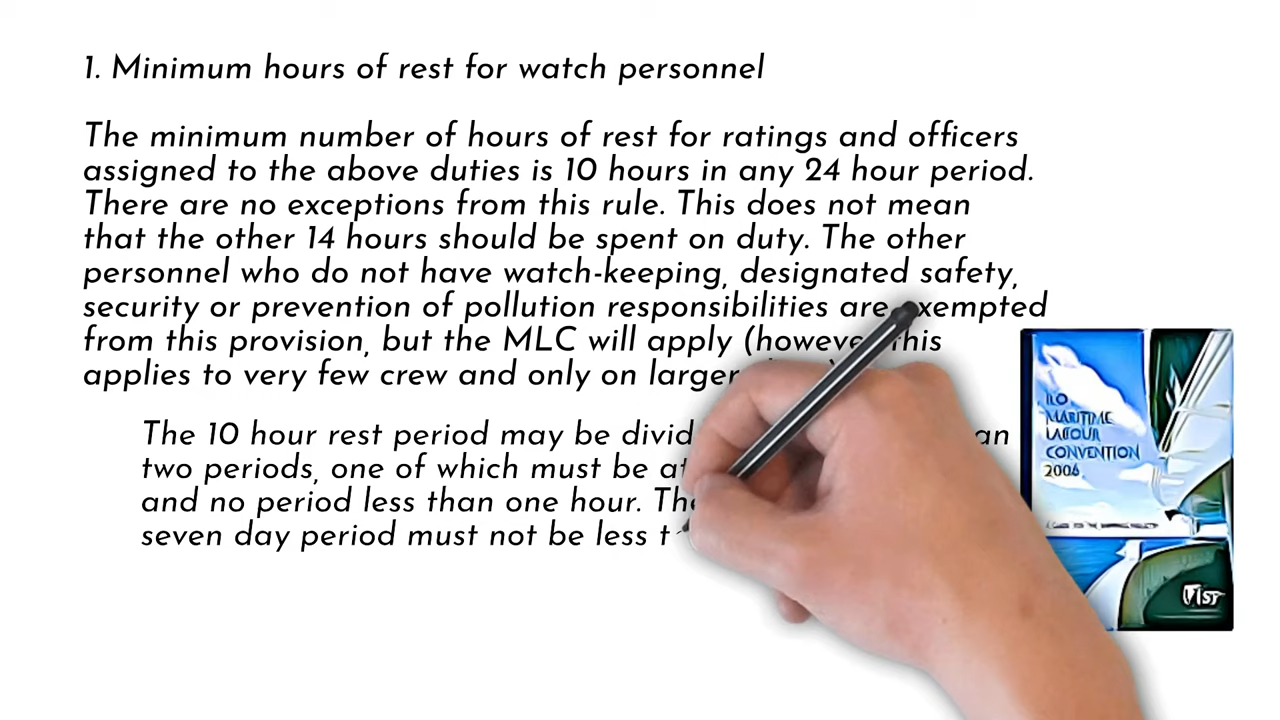 1. Minimum hours of rest for watch personnel
The minimum number of hours of rest for ratings and officers
assigned to the above duties is 10 hours in any 24 hour period.
There are no exceptions from this rule. This does not mean
that the other 14 hours should be spent on duty. The other
personnel who do not have watch-keeping, designated safety,
security or prevention of pollution responsibilities are exempted
from this provision, but the MLC will apply (however this
applies to very few crew and only on larger
The 10 hour rest period may be an
two periods, one of which must be
and no period less than one hour.
seven day period must not be less
ILO
MARITIME
LABOUR
CONVENTION
2006